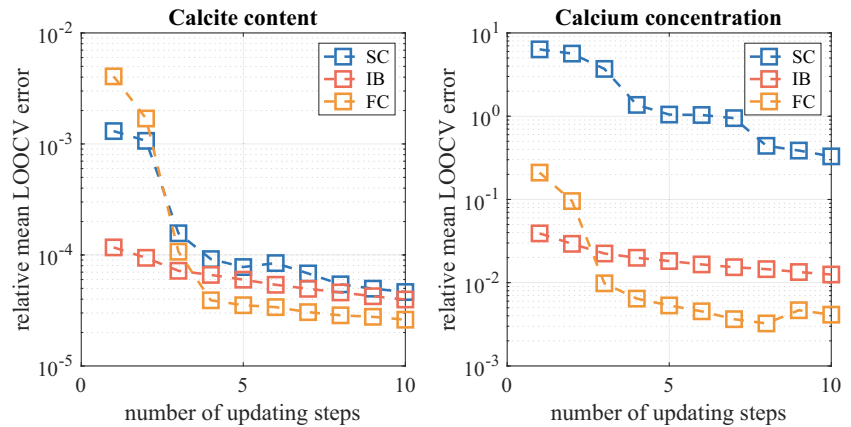 Calcite content
relative mean LOOCV error
10^-2
10^-3
10^-4
10^-5
SC
IB
FC
0 5 10
number of updating steps
Calcium concentration
relative mean LOOCV error
10^1
10^0
10^-1
10^-2
10^-3
SC
IB
FC
0 5 10
number of updating steps